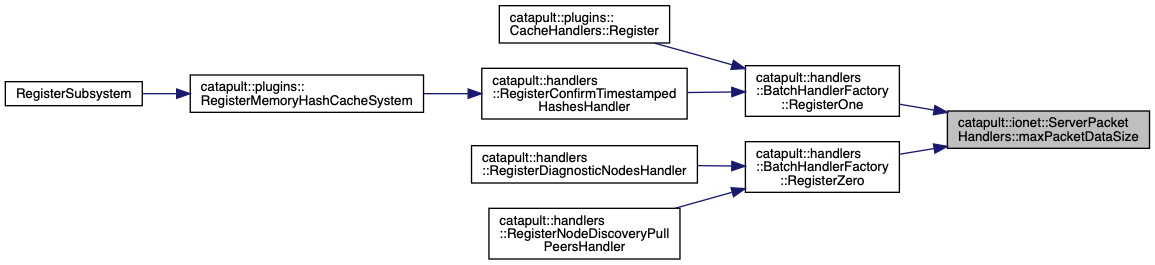 catapult::plugins::
CacheHandlers::Register
RegisterSubsystem
catapult::plugins::
RegisterMemoryHashCacheSystem
catapult::handlers
::RegisterConfirmTimestamped
HashesHandler
catapult::handlers
::BatchHandlerFactory
::RegisterOne
catapult::ionet::ServerPacket
Handlers::maxPacketDataSize
catapult::handlers
::RegisterDiagnosticNodesHandler
catapult::handlers
::BatchHandlerFactory
::RegisterZero
catapult::handlers
::RegisterNodeDiscoveryPull
PeersHandler